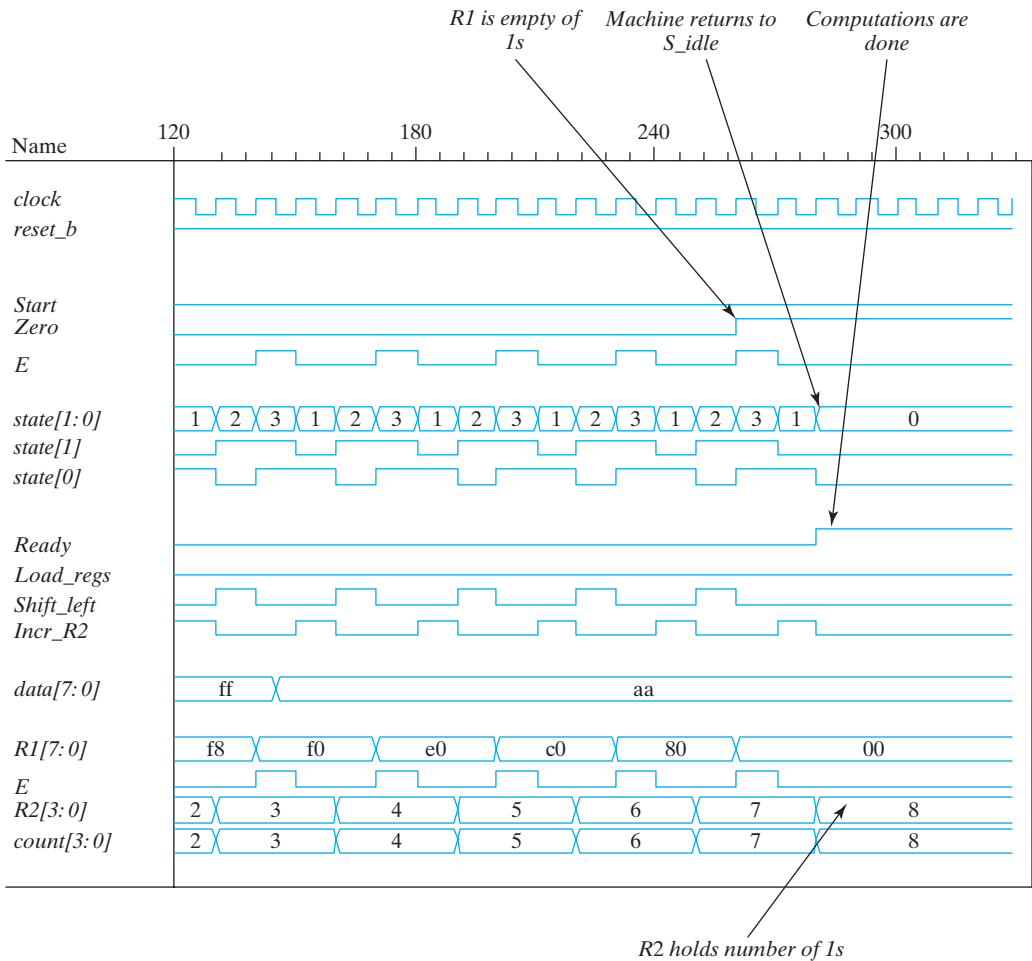 R1 is empty of
1s
Machine returns to
S_idle
Computations are
done
Name
120 180 240 300
clock
reset_b
Start
Zero
E
state[1:0] 1 2 3 1 2 3 1 2 3 1 2 3 1 2 3 1 0
state[1]
state[0]
Ready
Load_regs
Shift_left
Incr_R2
data[7:0] ff aa
R1[7:0] f8 f0 e0 c0 80 00
E
R2[3:0] 2 3 4 5 6 7 8
count[3:0] 2 3 4 5 6 7 8
R2 holds number of 1s